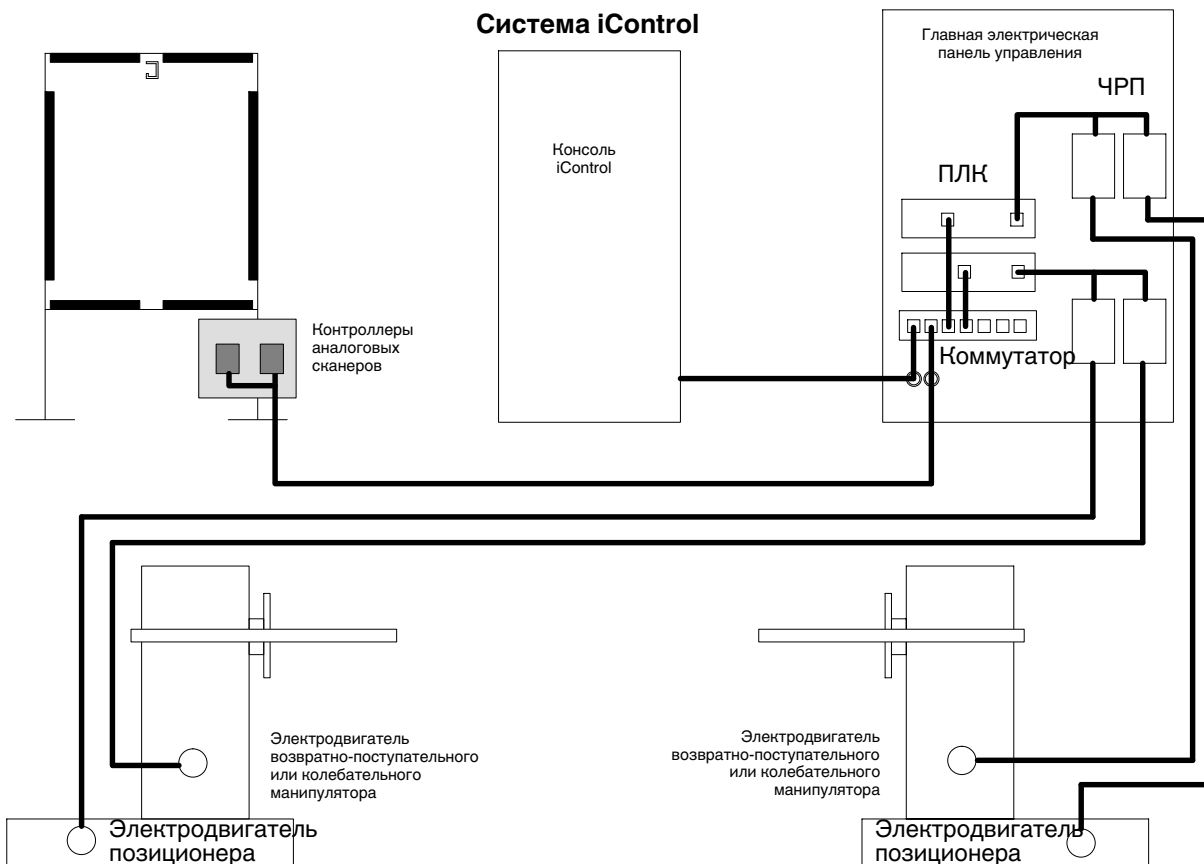 Система iControl
Главная электрическая
панель управления
ЧРП
Консоль
iControl
ПЛК
Контроллеры
аналоговых
сканеров
Коммутатор
Электродвигатель
возвратно-поступательного
или колебательного
манипулятора
Электродвигатель
возвратно-поступательного
или колебательного
манипулятора
Электродвигатель
позиционера
Электродвигатель
позиционера